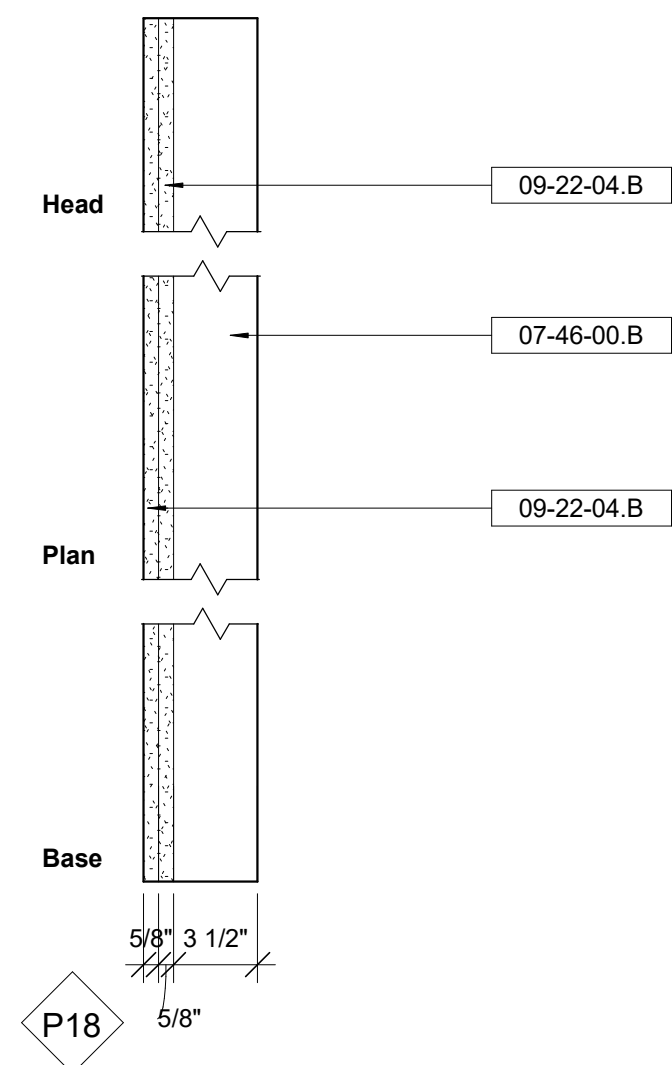 09-22-04.B
Head
07-46-00.B
09-22-04.B
Plan
Base
5/8" 3 1/2"
5/8"
P18